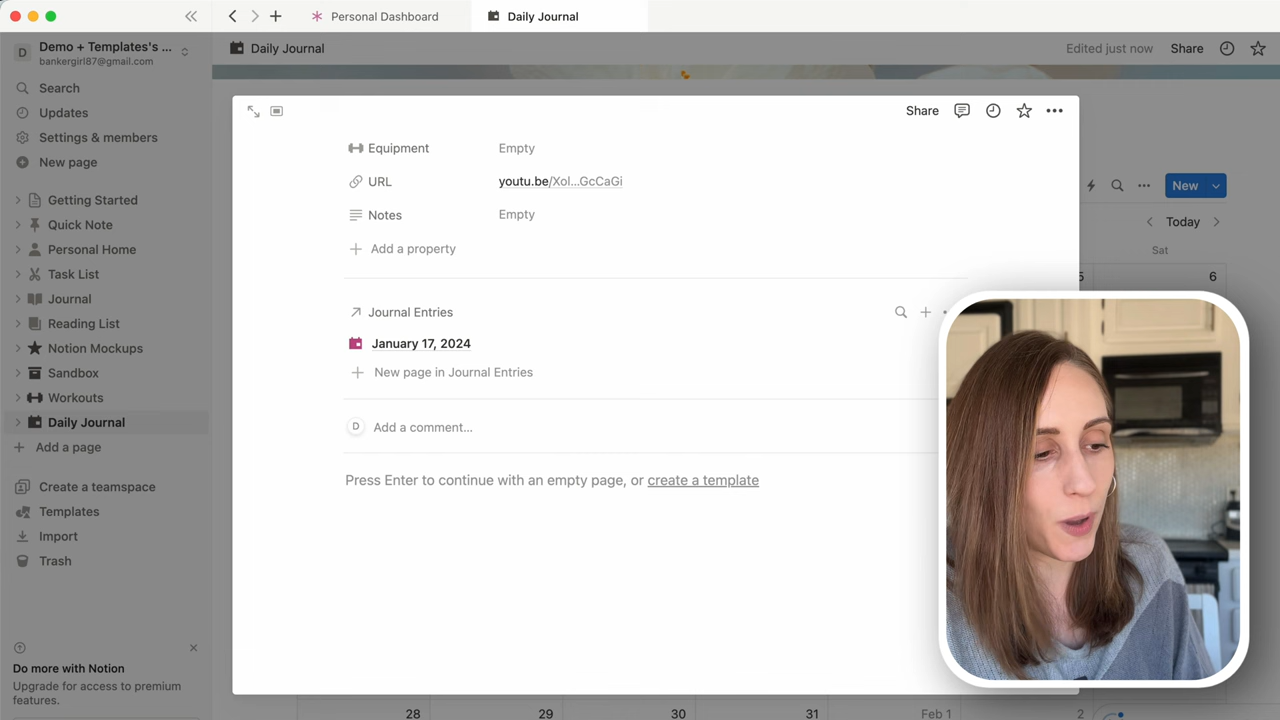 Personal Dashboard
Daily Journal
D
Demo + Templates's ...
bankergirl87@gmail.com
Daily Journal
Edited just now
Share
Search
Updates
Settings & members
New page
Getting Started
Quick Note
Personal Home
Task List
Journal
Reading List
Notion Mockups
Sandbox
Workouts
Daily Journal
Add a page
Create a teamspace
Templates
Import
Trash
Do more with Notion
Upgrade for access to premium
features.
Share
Equipment
Empty
URL
youtu.be/Xol...GcCaGi
Notes
Empty
Add a property
Journal Entries
January 17, 2024
New page in Journal Entries
D
Add a comment...
Press Enter to continue with an empty page, or create a template
New
Today
Sat
5
6
28
29
30
31
Feb 1
2